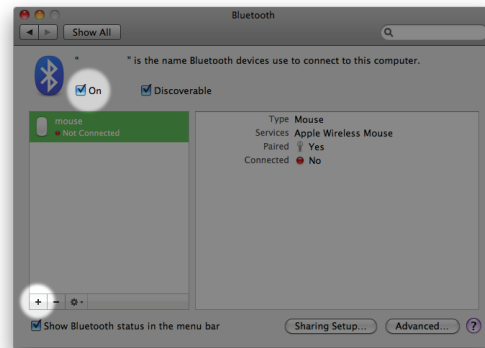 Bluetooth
Show All
" " is the name Bluetooth devices use to connect to this computer.
On
Discoverable
mouse
Not Connected
Type Mouse
Services Apple Wireless Mouse
Paired Yes
Connected No
+ −
Show Bluetooth status in the menu bar
Sharing Setup...
Advanced...
?